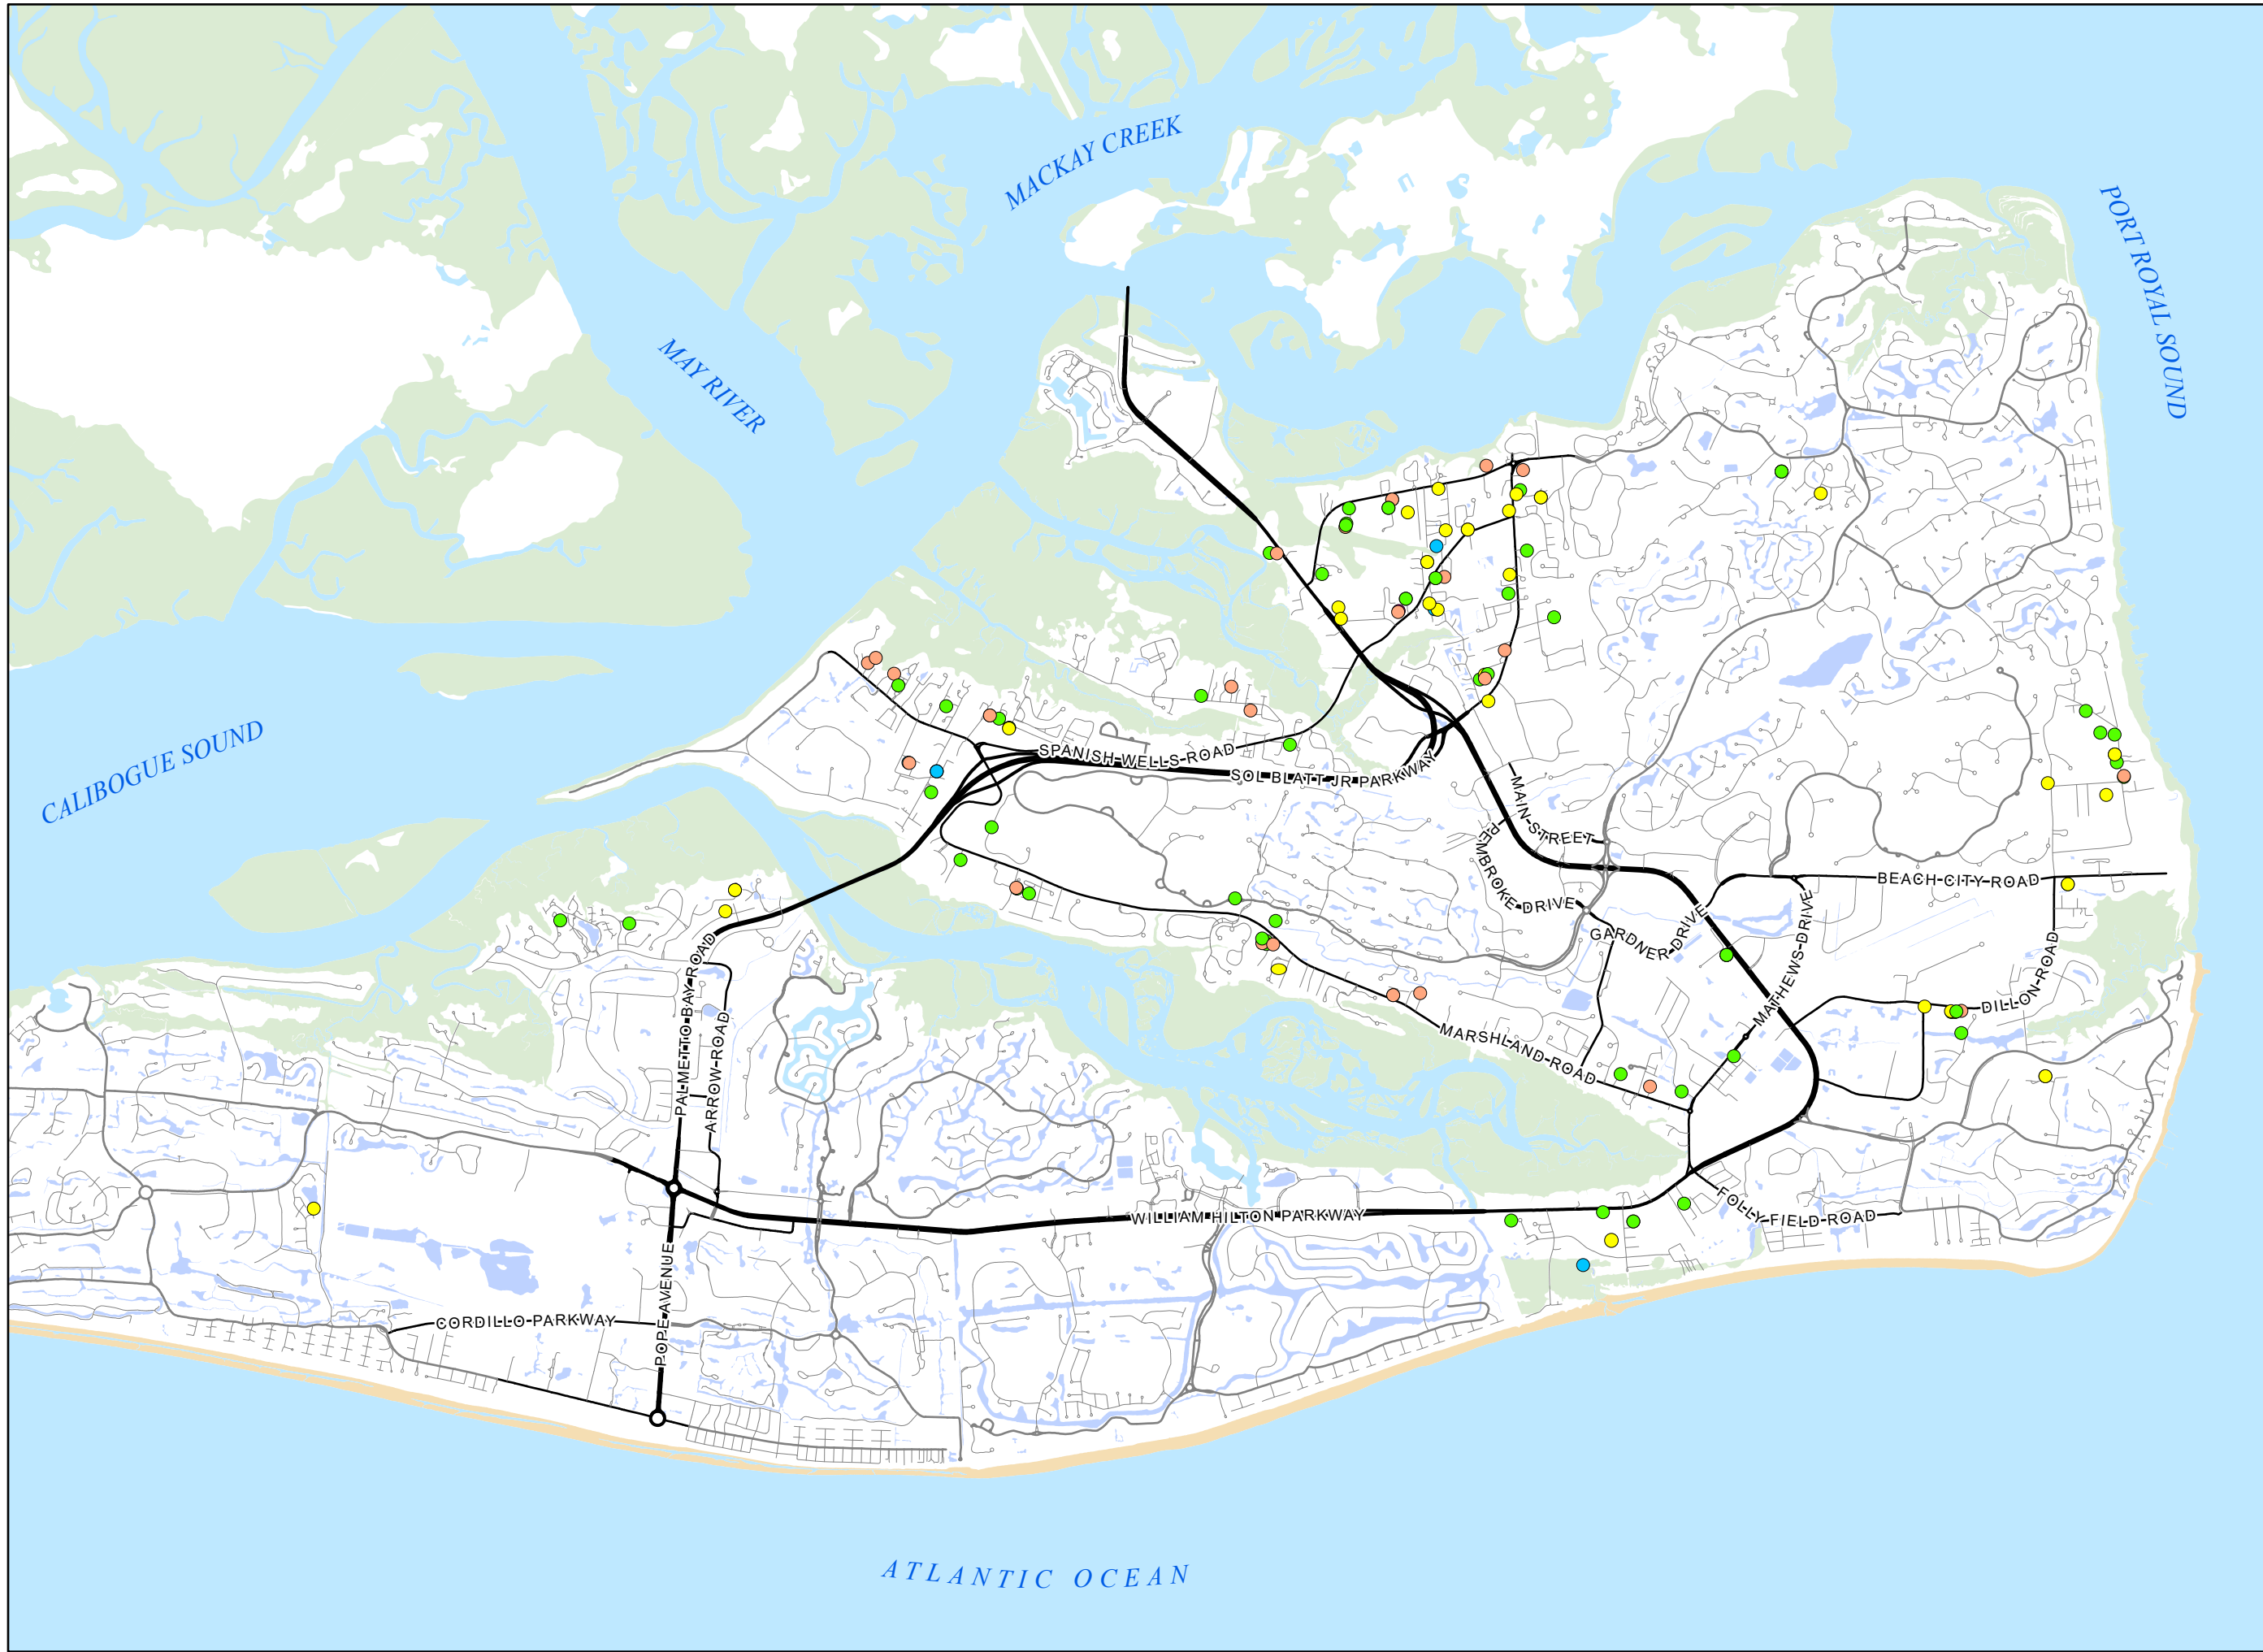 MACKAY CREEK
PORT ROYAL SOUND
MAY RIVER
CALIBOGUE SOUND
SPANISH WELLS ROAD
SOL BLATT JR PARKWAY
MAIN STREET
PEMBROKE DRIVE
BEACH CITY ROAD
GARDNER DRIVE
MATHEWS DRIVE
DILLON ROAD
PALMETTO BAY ROAD
ARROW ROAD
MARSHLAND ROAD
WILLIAM HILTON PARKWAY
FOLLY FIELD ROAD
POPE AVENUE
CORDILLO PARKWAY
ATLANTIC OCEAN